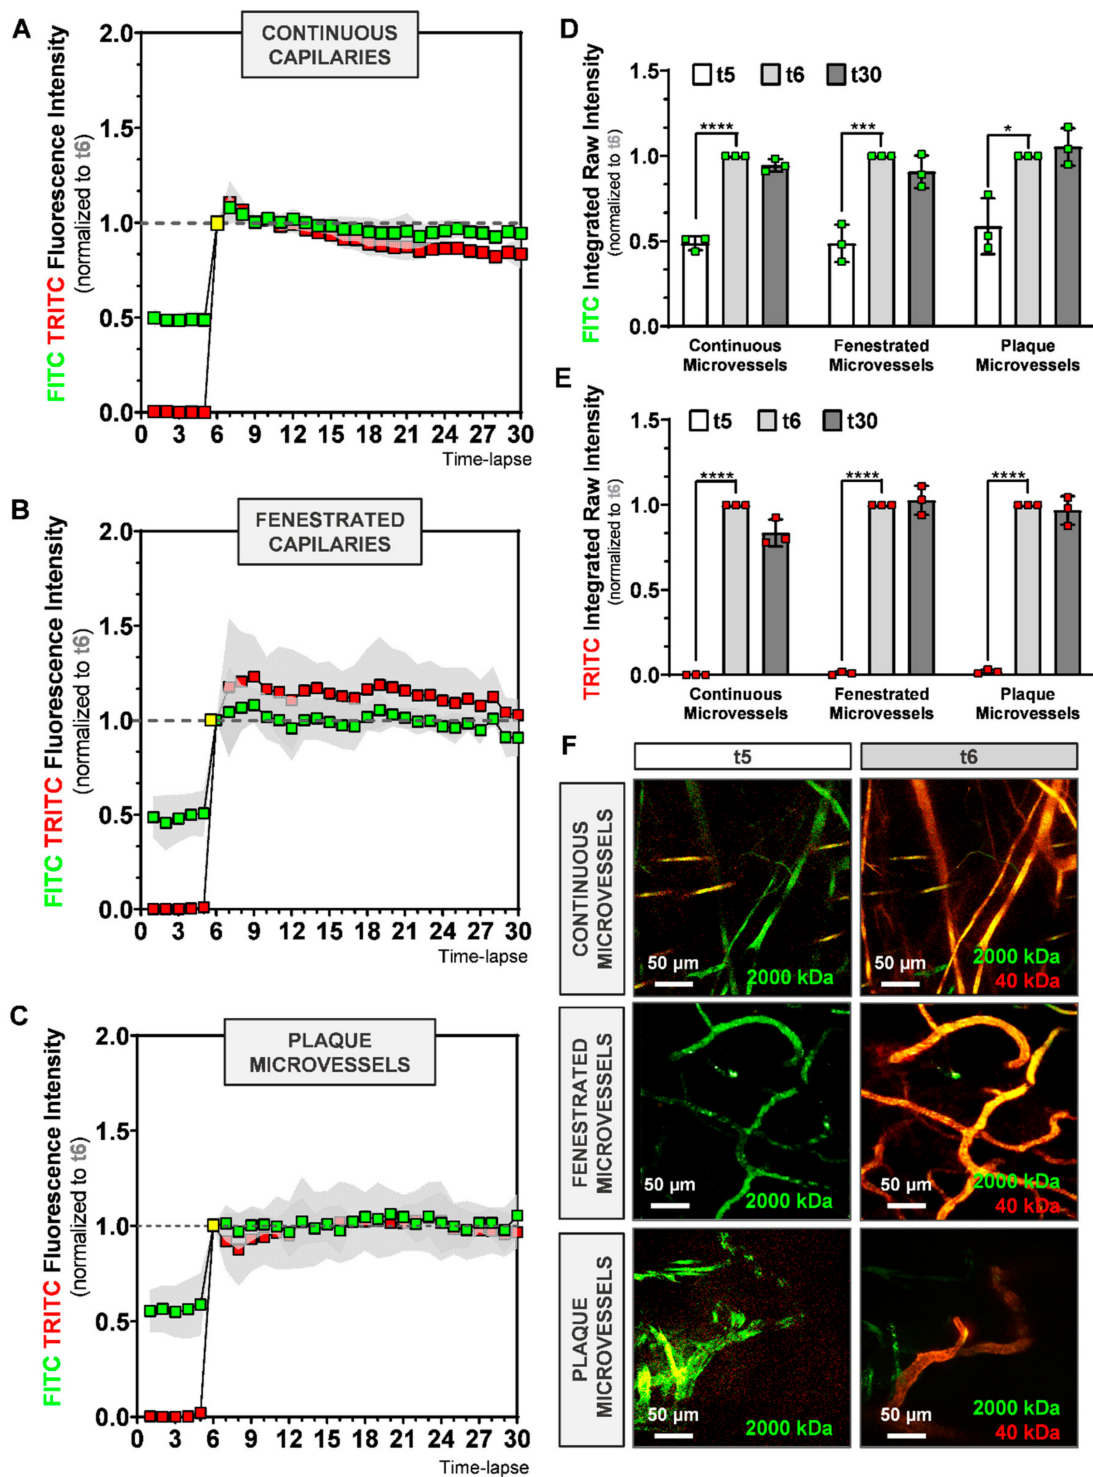 A
CONTINUOUS
CAPILARIES
FITC TRITC Fluorescence Intensity
(normalized to t6)
2.0
1.5
1.0
0.5
0.0
0 3 6 9 12 15 18 21 24 27 30
Time-lapse
B
FENESTRATED
CAPILARIES
FITC TRITC Fluorescence Intensity
(normalized to t6)
2.0
1.5
1.0
0.5
0.0
0 3 6 9 12 15 18 21 24 27 30
Time-lapse
C
PLAQUE
MICROVESSELS
FITC TRITC Fluorescence Intensity
(normalized to t6)
2.0
1.5
1.0
0.5
0.0
0 3 6 9 12 15 18 21 24 27 30
Time-lapse
D
FITC Integrated Raw Intensity
(normalized to t6)
1.5
1.0
0.5
0.0
t5 t6 t30
**** *** *
Continuous
Microvessels
Fenestrated
Microvessels
Plaque
Microvessels
E
TRITC Integrated Raw Intensity
(normalized to t6)
1.5
1.0
0.5
0.0
t5 t6 t30
**** **** ****
Continuous
Microvessels
Fenestrated
Microvessels
Plaque
Microvessels
F
t5 t6
CONTINUOUS
MICROVESSELS
50 µm
2000 kDa
50 µm
2000 kDa
40 kDa
FENESTRATED
MICROVESSELS
50 µm
2000 kDa
50 µm
2000 kDa
40 kDa
PLAQUE
MICROVESSELS
50 µm
2000 kDa
50 µm
2000 kDa
40 kDa